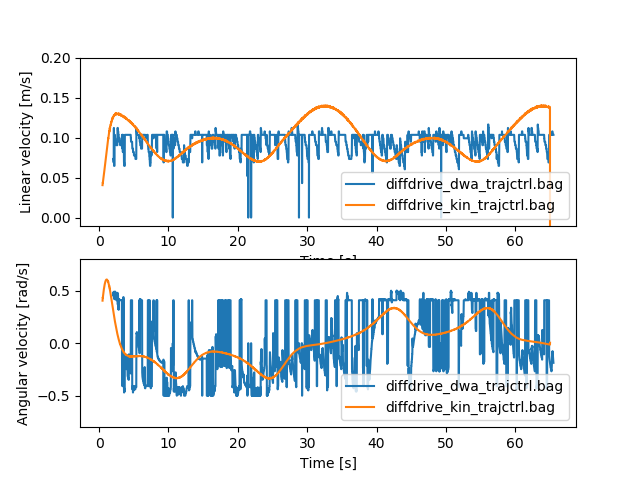 0.20
0.15
0.10
0.05
0.00
Linear velocity [m/s]
diffdrive_dwa_trajctrl.bag
diffdrive_kin_trajctrl.bag
0 10 20 30 40 50 60
Time [s]
0.5
0.0
−0.5
Angular velocity [rad/s]
diffdrive_dwa_trajctrl.bag
diffdrive_kin_trajctrl.bag
0 10 20 30 40 50 60
Time [s]